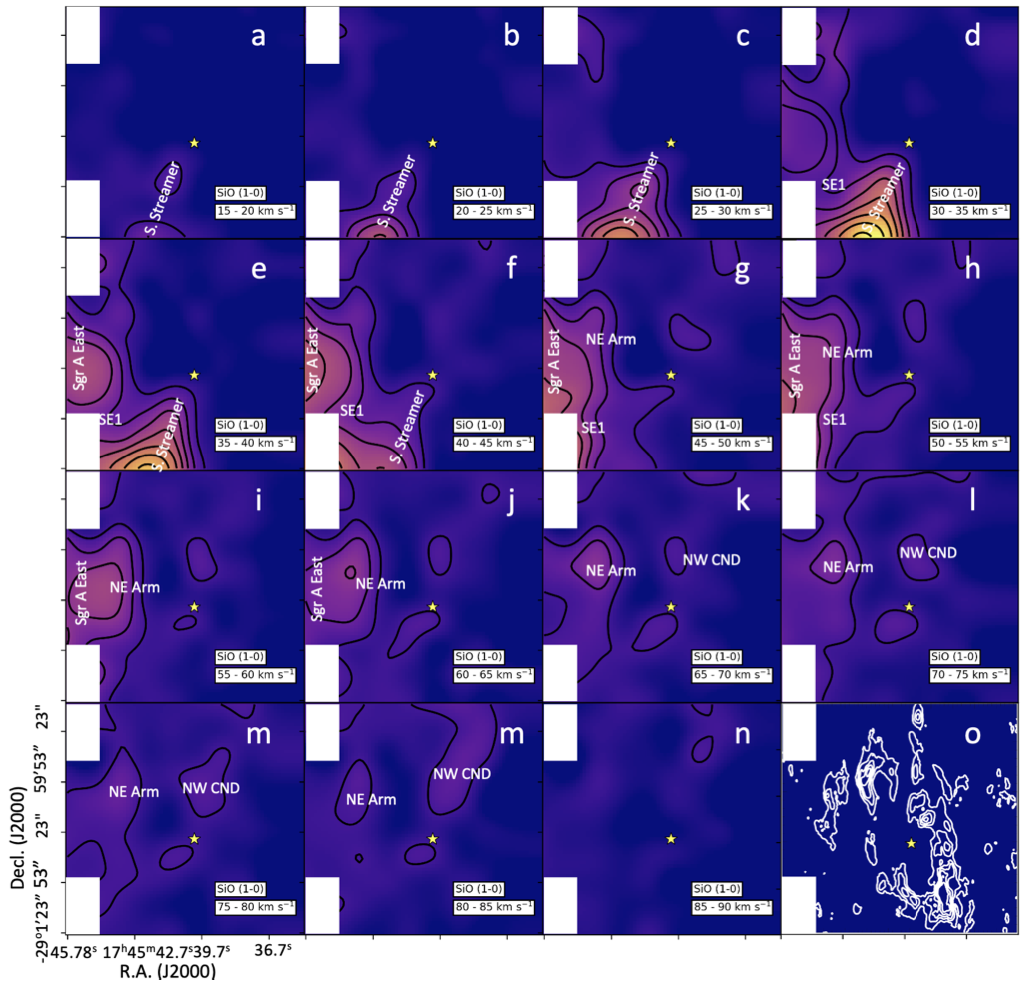 a
S. Streamer
SiO (1-0)
15 - 20 km s⁻¹
b
S. Streamer
SiO (1-0)
20 - 25 km s⁻¹
c
S. Streamer
SiO (1-0)
25 - 30 km s⁻¹
d
SE1
S. Streamer
SiO (1-0)
30 - 35 km s⁻¹
e
Sgr A East
SE1
S. Streamer
SiO (1-0)
35 - 40 km s⁻¹
f
Sgr A East
SE1
S. Streamer
SiO (1-0)
40 - 45 km s⁻¹
g
Sgr A East
NE Arm
SE1
SiO (1-0)
45 - 50 km s⁻¹
h
Sgr A East
NE Arm
SE1
SiO (1-0)
50 - 55 km s⁻¹
i
Sgr A East
NE Arm
SiO (1-0)
55 - 60 km s⁻¹
j
Sgr A East
NE Arm
SiO (1-0)
60 - 65 km s⁻¹
k
NE Arm
NW CND
SiO (1-0)
65 - 70 km s⁻¹
l
NE Arm
NW CND
SiO (1-0)
70 - 75 km s⁻¹
m
NE Arm
NW CND
SiO (1-0)
75 - 80 km s⁻¹
m
NE Arm
NW CND
SiO (1-0)
80 - 85 km s⁻¹
n
SiO (1-0)
85 - 90 km s⁻¹
o
Decl. (J2000)
23"
59'53"
23"
-29°1'23" 53"
45.78ˢ 17ʰ45ᵐ42.7ˢ 39.7ˢ 36.7ˢ
R.A. (J2000)